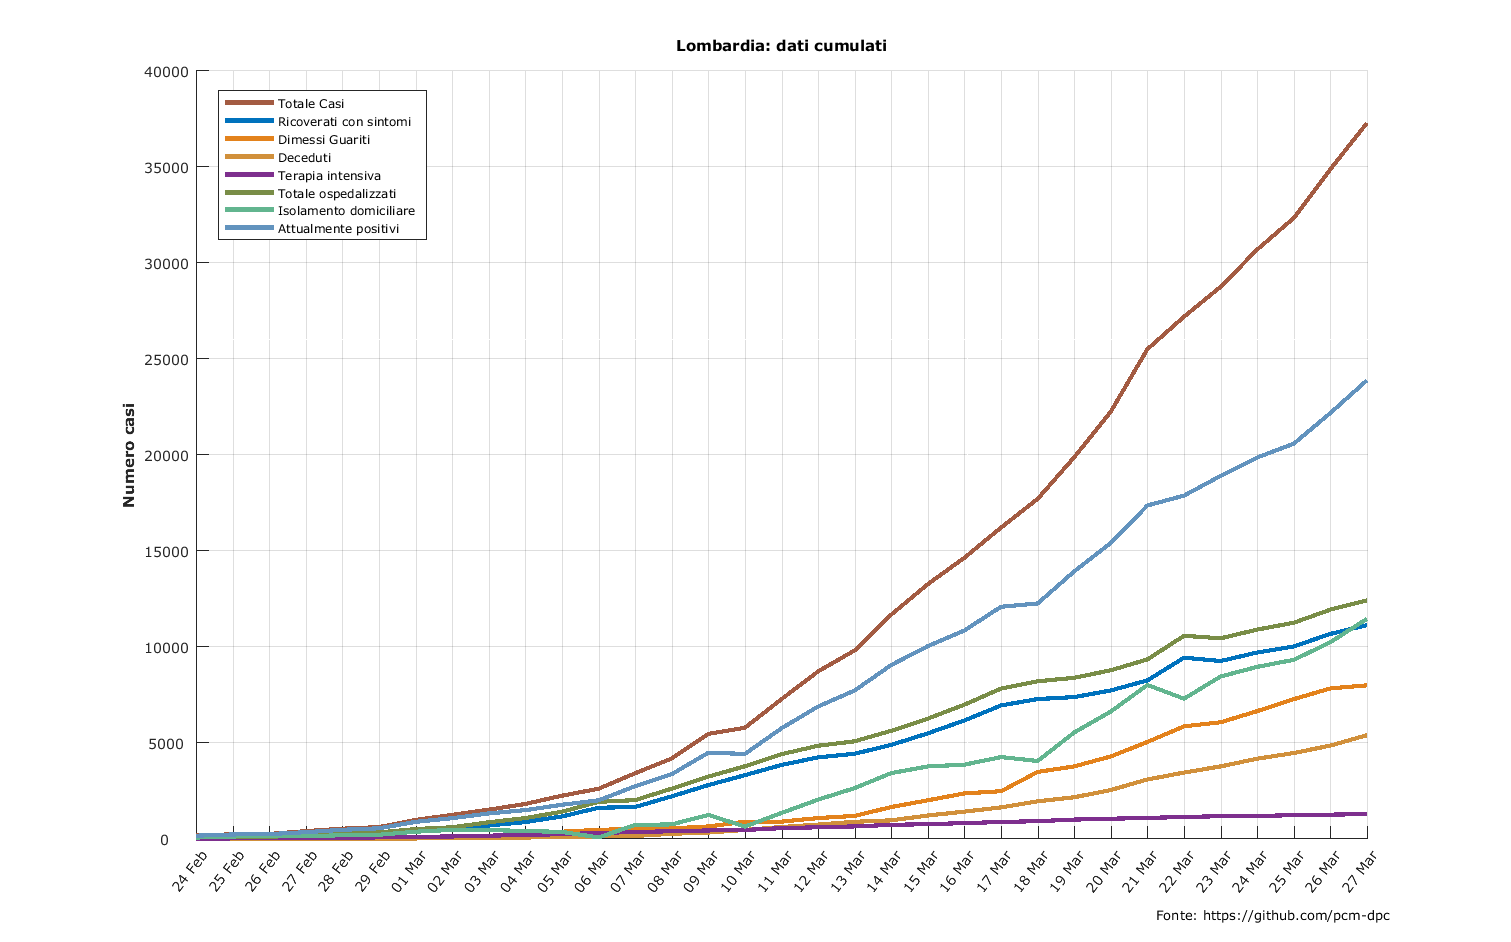 Lombardia: dati cumulati
40000
35000
30000
25000
20000
15000
10000
5000
0
Numero casi
Totale Casi
Ricoverati con sintomi
Dimessi Guariti
Deceduti
Terapia intensiva
Totale ospedalizzati
Isolamento domiciliare
Attualmente positivi
24 Feb
25 Feb
26 Feb
27 Feb
28 Feb
29 Feb
01 Mar
02 Mar
03 Mar
04 Mar
05 Mar
06 Mar
07 Mar
08 Mar
09 Mar
10 Mar
11 Mar
12 Mar
13 Mar
14 Mar
15 Mar
16 Mar
17 Mar
18 Mar
19 Mar
20 Mar
21 Mar
22 Mar
23 Mar
24 Mar
25 Mar
26 Mar
27 Mar
Fonte: https://github.com/pcm-dpc